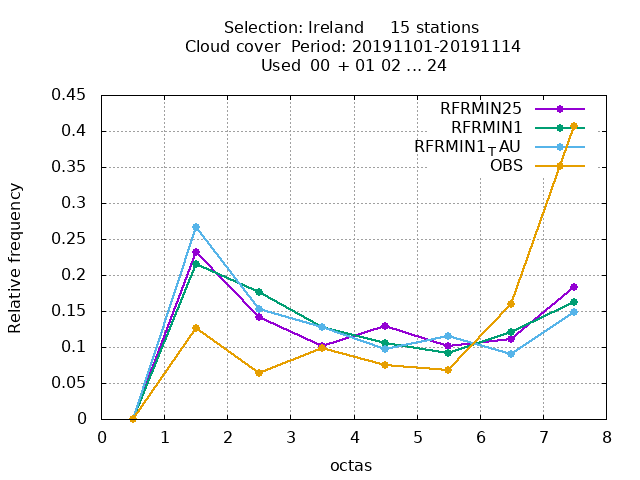 Selection: Ireland 15 stations
Cloud cover Period: 20191101-20191114
Used 00 + 01 02 ... 24
RFRMIN25
RFRMIN1
RFRMIN1TAU
OBS
0.45
0.4
0.35
0.3
0.25
0.2
0.15
0.1
0.05
0
Relative frequency
0 1 2 3 4 5 6 7 8
octas